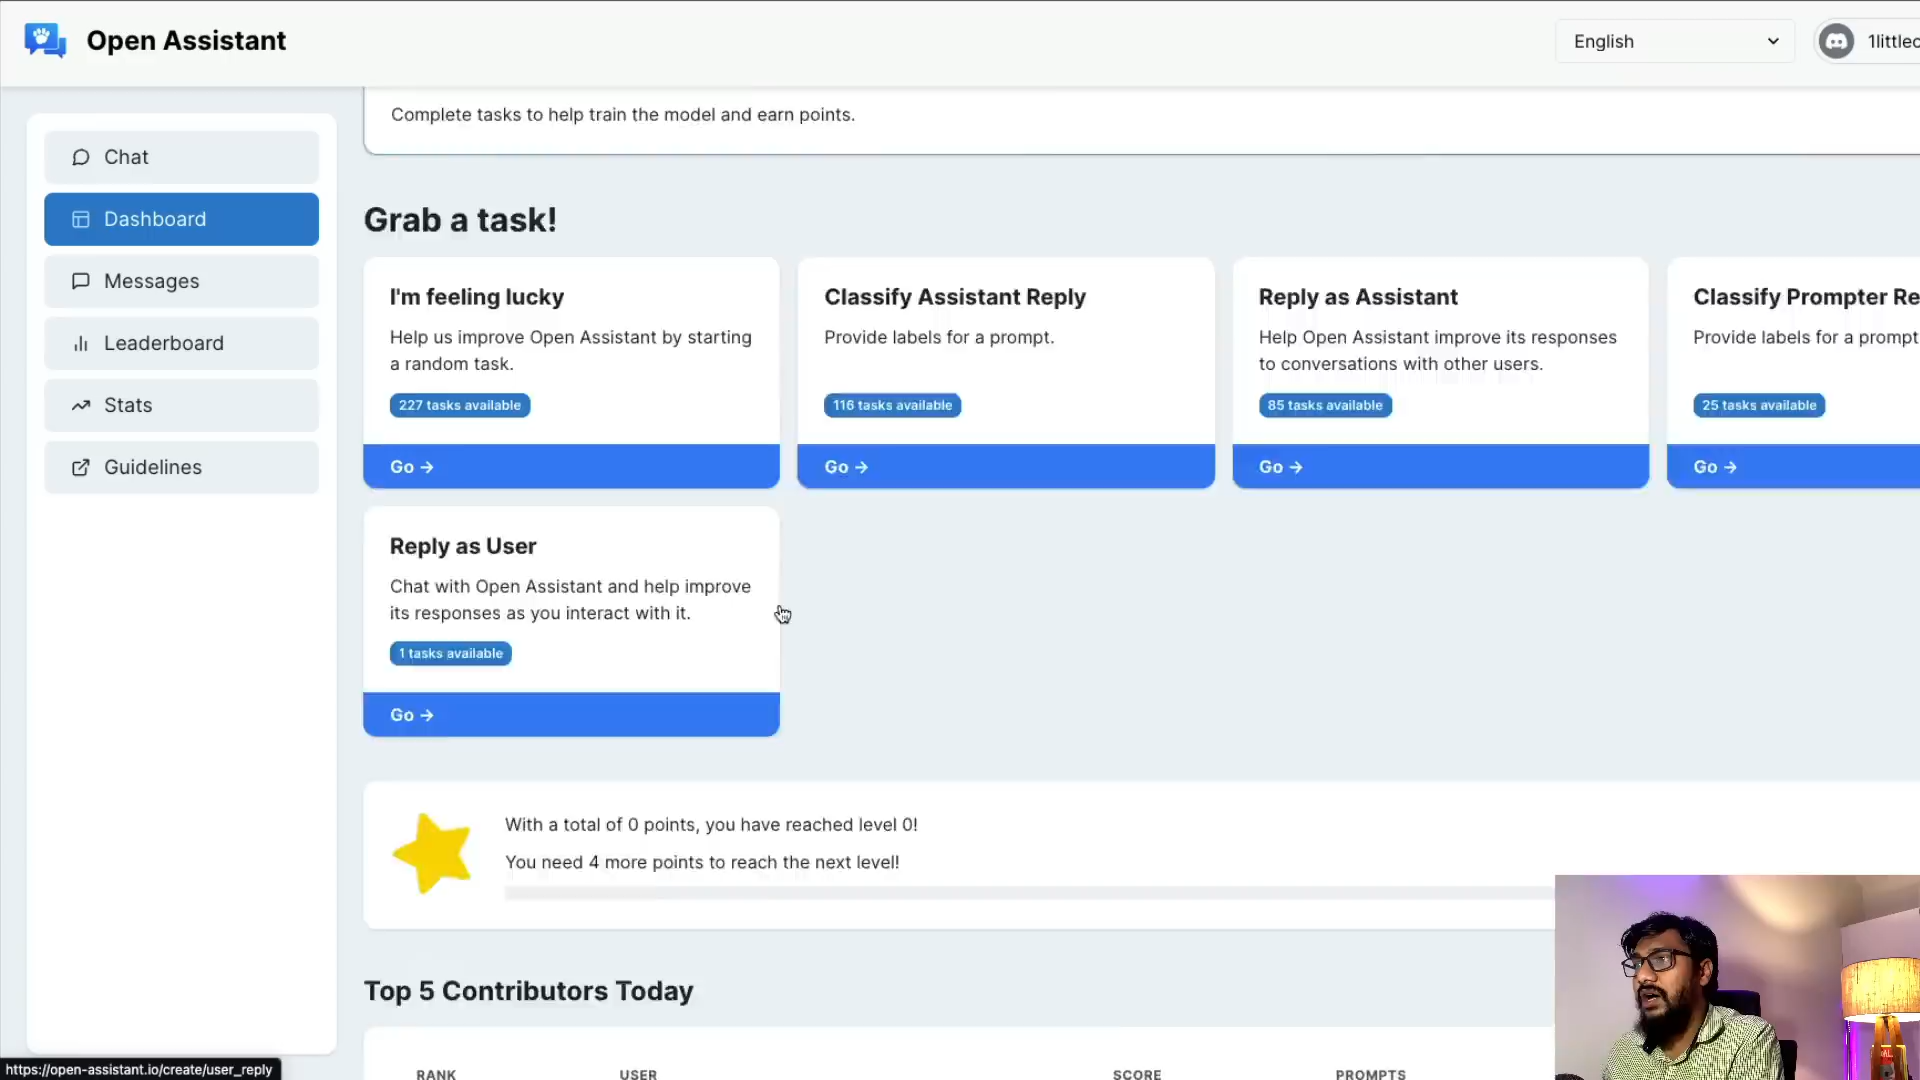 Open Assistant
English
1littlec
Complete tasks to help train the model and earn points.
Chat
Dashboard
Messages
Leaderboard
Stats
Guidelines
Grab a task!
I'm feeling lucky
Help us improve Open Assistant by starting
a random task.
227 tasks available
Go →
Classify Assistant Reply
Provide labels for a prompt.
116 tasks available
Go →
Reply as Assistant
Help Open Assistant improve its responses
to conversations with other users.
85 tasks available
Go →
Classify Prompter Re
Provide labels for a prompt
25 tasks available
Go →
Reply as User
Chat with Open Assistant and help improve
its responses as you interact with it.
1 tasks available
Go →
With a total of 0 points, you have reached level 0!
You need 4 more points to reach the next level!
Top 5 Contributors Today
RANK USER SCORE PROMPTS
https://open-assistant.io/create/user_reply